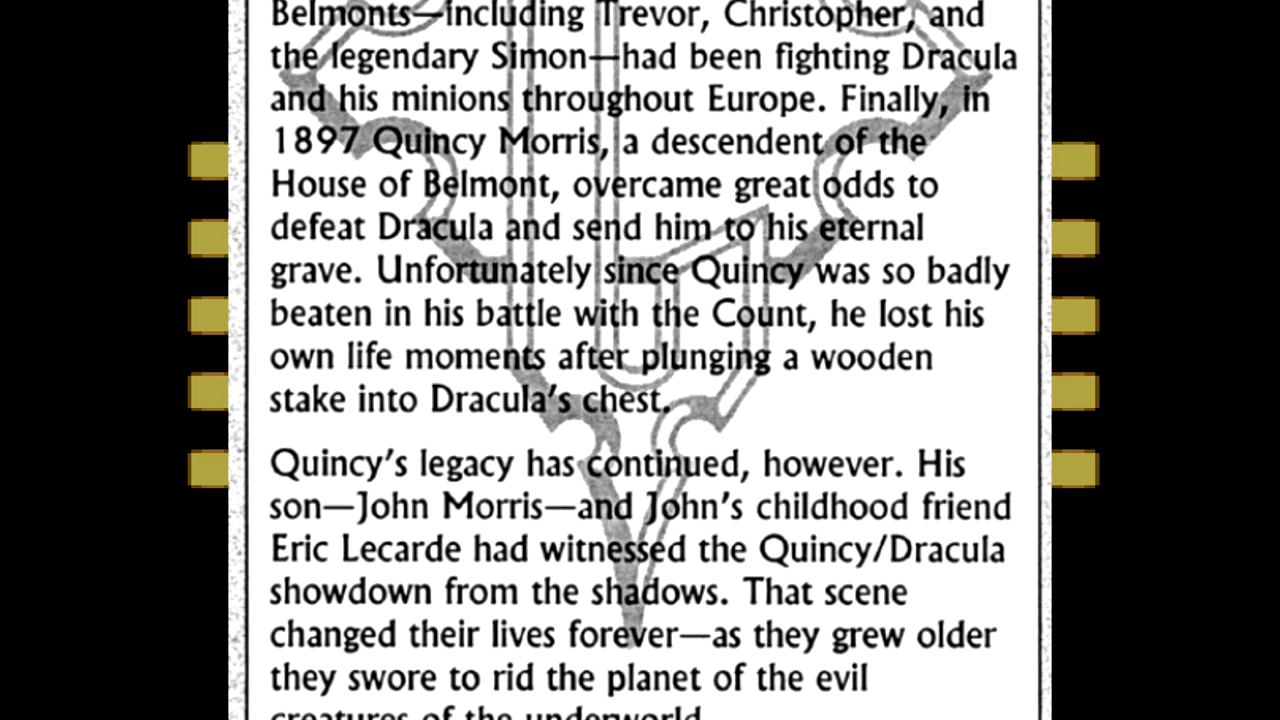 Belmonts—including Trevor, Christopher, and
the legendary Simon—had been fighting Dracula
and his minions throughout Europe. Finally, in
1897 Quincy Morris, a descendent of the
House of Belmont, overcame great odds to
defeat Dracula and send him to his eternal
grave. Unfortunately since Quincy was so badly
beaten in his battle with the Count, he lost his
own life moments after plunging a wooden
stake into Dracula's chest.
Quincy's legacy has continued, however. His
son—John Morris—and John's childhood friend
Eric Lecarde had witnessed the Quincy/Dracula
showdown from the shadows. That scene
changed their lives forever—as they grew older
they swore to rid the planet of the evil
creatures of the underworld.